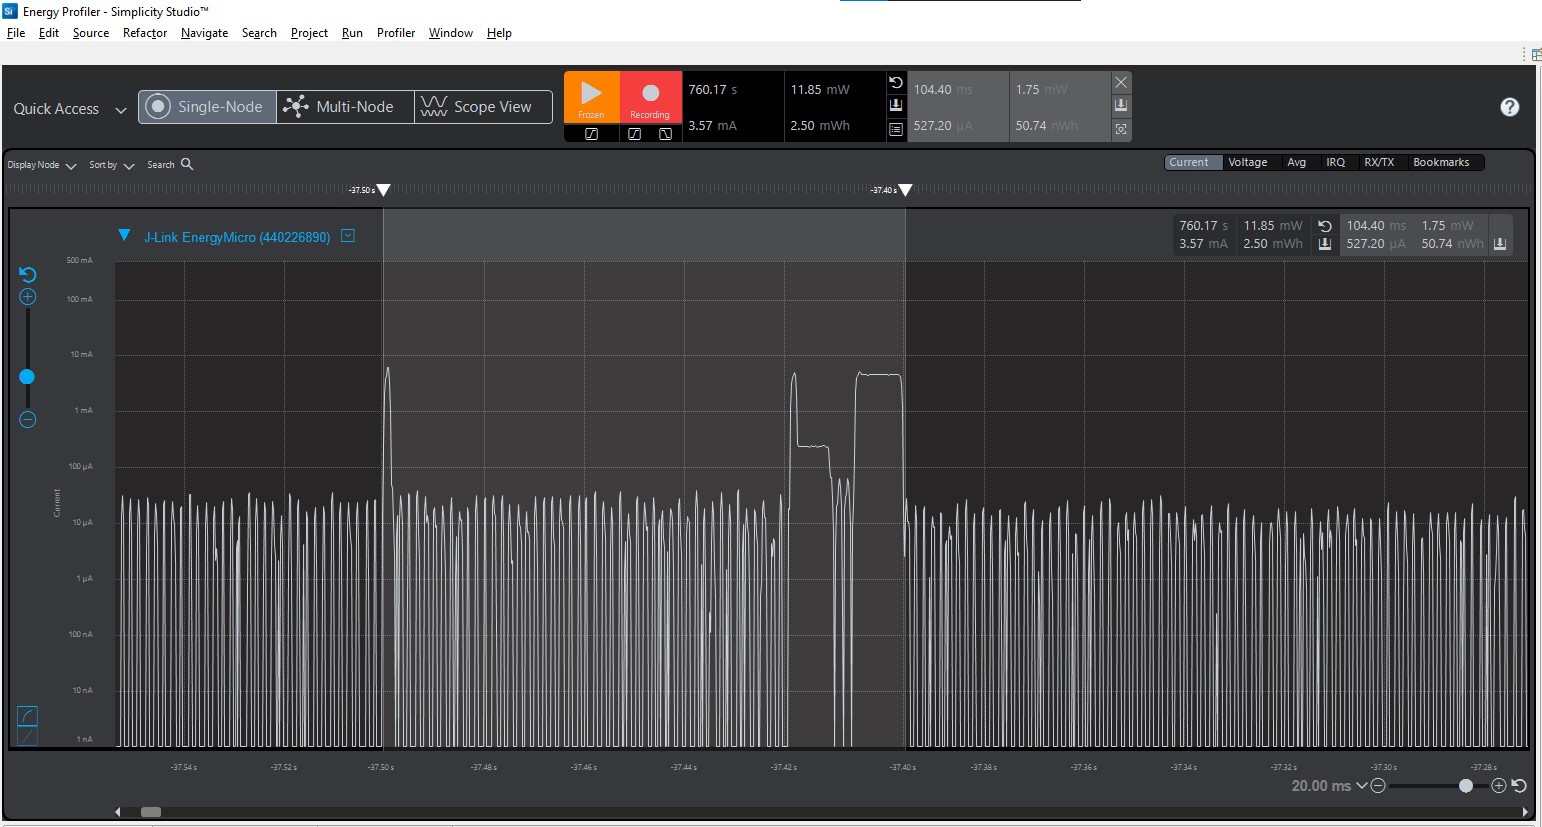 Energy Profiler - Simplicity Studio™
File Edit Source Refactor Navigate Search Project Run Profiler Window Help
Quick Access Single-Node Multi-Node Scope View
Frozen Recording
760.17 s 11.85 mW 104.40 ms 1.75 mW
3.57 mA 2.50 mWh 527.20 µA 50.74 nWh
Display Node Sort by Search
Current Voltage Avg IRQ RX/TX Bookmarks
-37.50 s -37.40 s
J-Link EnergyMicro (440226890)
760.17 s 11.85 mW 104.40 ms 1.75 mW
3.57 mA 2.50 mWh 527.20 µA 50.74 nWh
500 mA
100 mA
10 mA
1 mA
100 µA
10 µA
1 µA
100 nA
10 nA
1 nA
Current
-37.54 s -37.52 s -37.50 s -37.48 s -37.46 s -37.44 s -37.42 s -37.40 s -37.38 s -37.36 s -37.34 s -37.32 s -37.30 s -37.28 s
20.00 ms